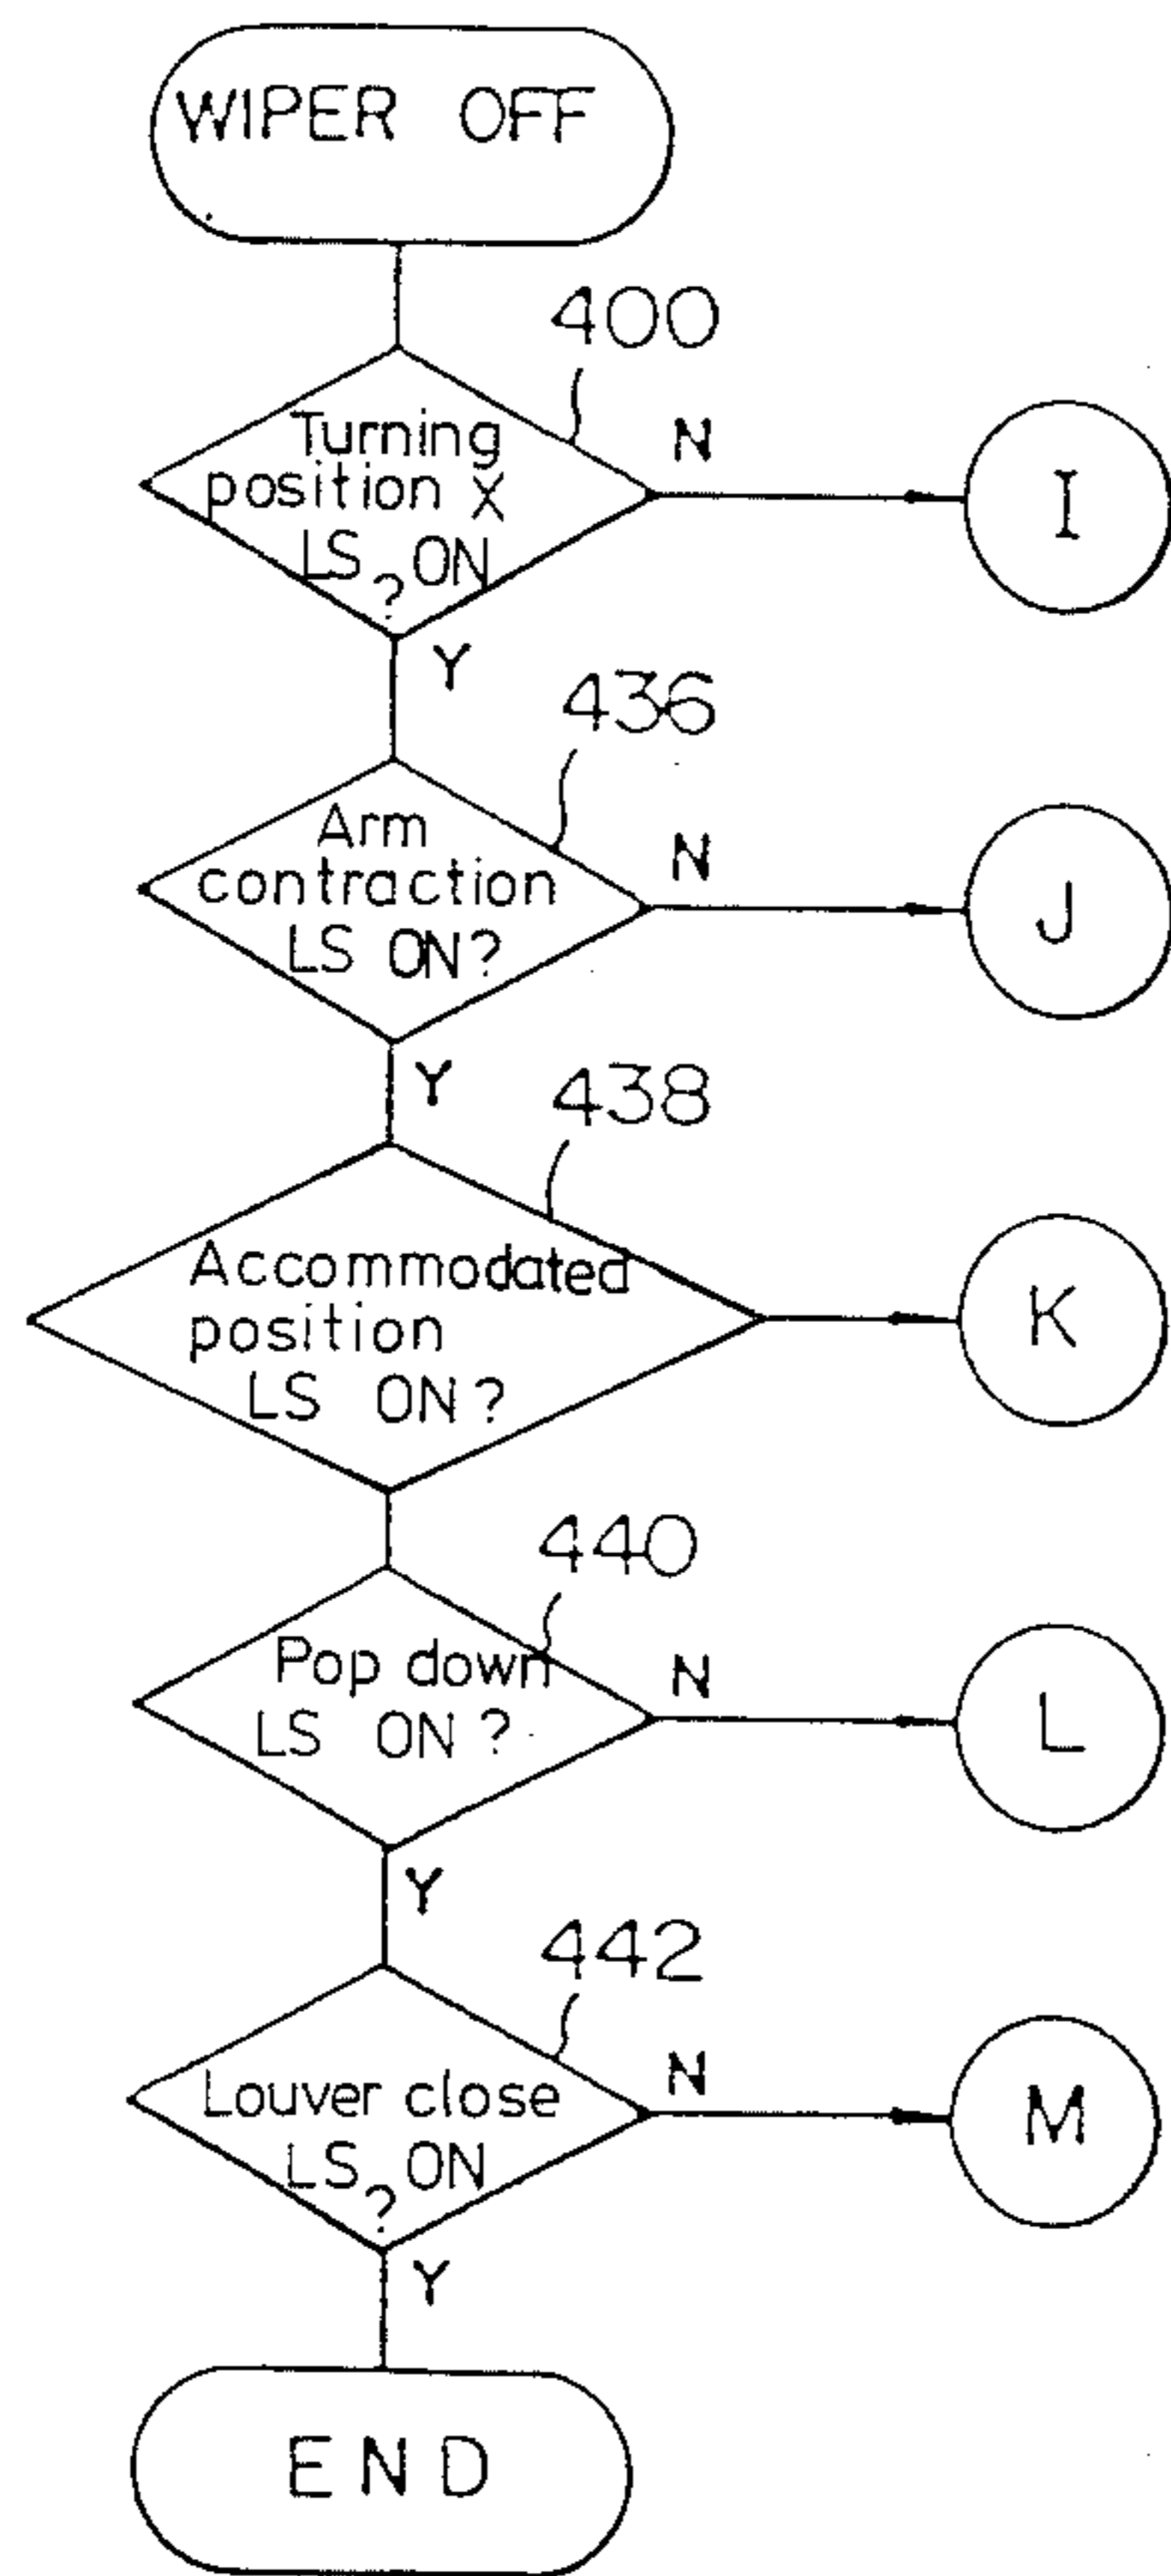 WIPER OFF
400
Turning
position X
LS ON
?
N
I
Y
436
Arm
contraction
LS ON?
N
J
Y
438
Accommodated
position
LS ON?
K
440
Pop down
LS ON?
N
L
Y
442
Louver close
LS ON
?
N
M
Y
END